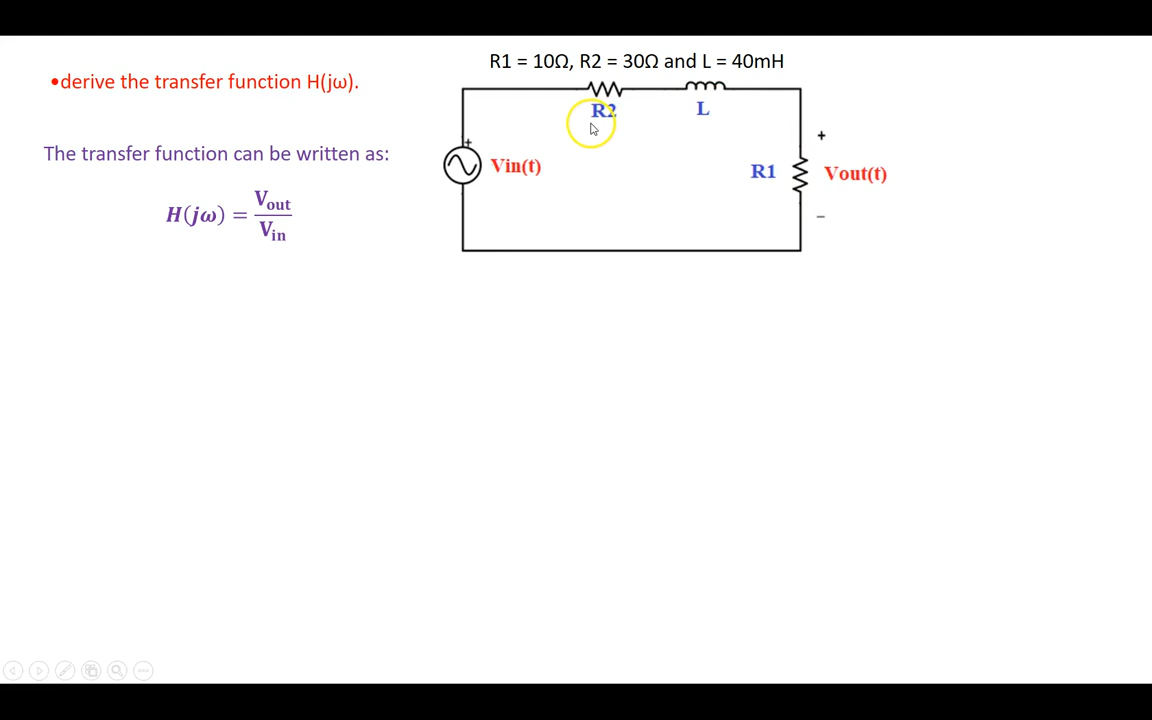 R1 = 10Ω, R2 = 30Ω and L = 40mH
•derive the transfer function H(jω).
The transfer function can be written as:
H(jω) = Vout/Vin
R2
L
+
Vin(t)
R1
+
Vout(t)
–